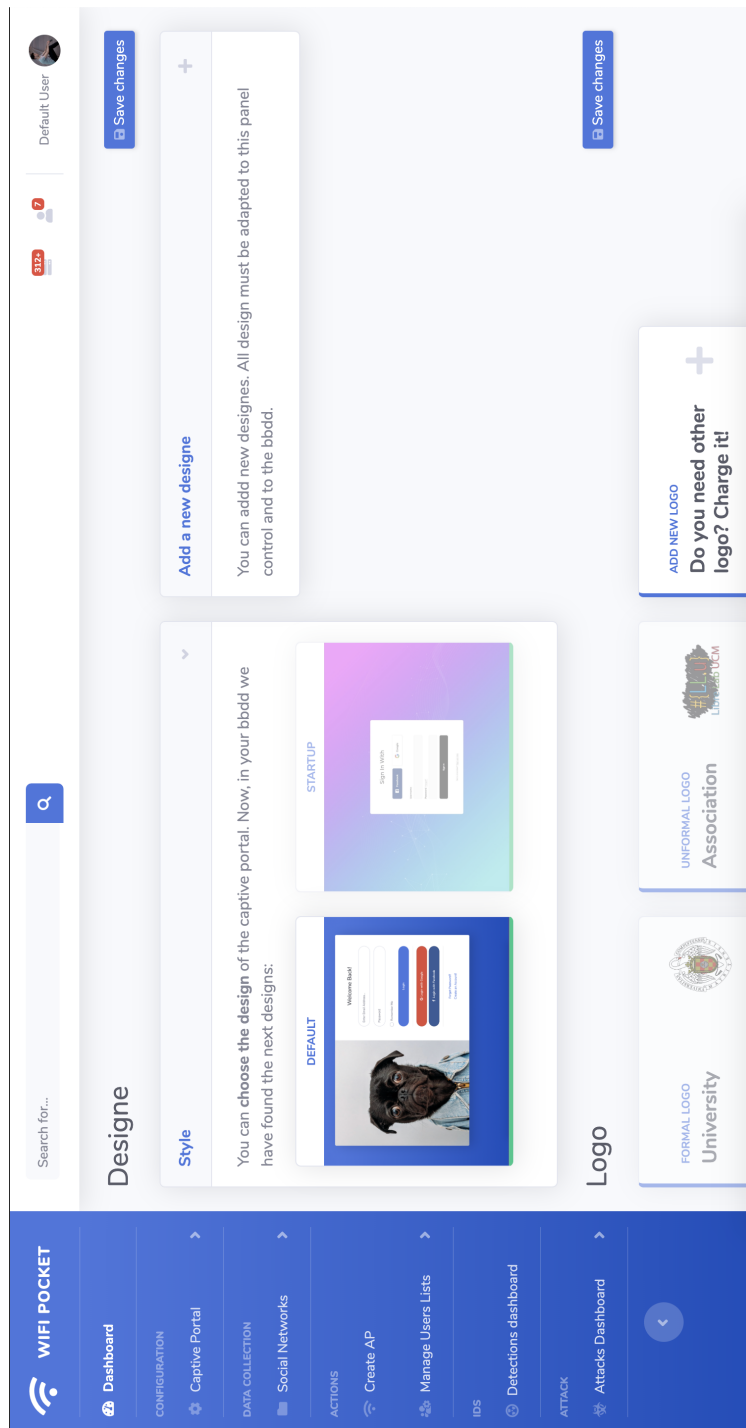 WIFI POCKET
Dashboard
CONFIGURATION
Captive Portal
DATA COLLECTION
Social Networks
ACTIONS
Create AP
Manage Users Lists
IDS
Detections dashboard
ATTACK
Attacks Dashboard
Search for...
312+
7
Default User
Designe
Save changes
Style
You can choose the design of the captive portal. Now, in your bbdd we
have found the next designs:
DEFAULT
Welcome Back!
Login
STARTUP
Sign In With
Add a new designe
You can addd new designes. All design must be adapted to this panel
control and to the bbdd.
Logo
Save changes
FORMAL LOGO
University
UNFORMAL LOGO
Association
#{LLU}
LibreLab UCM
ADD NEW LOGO
Do you need other
logo? Charge it!